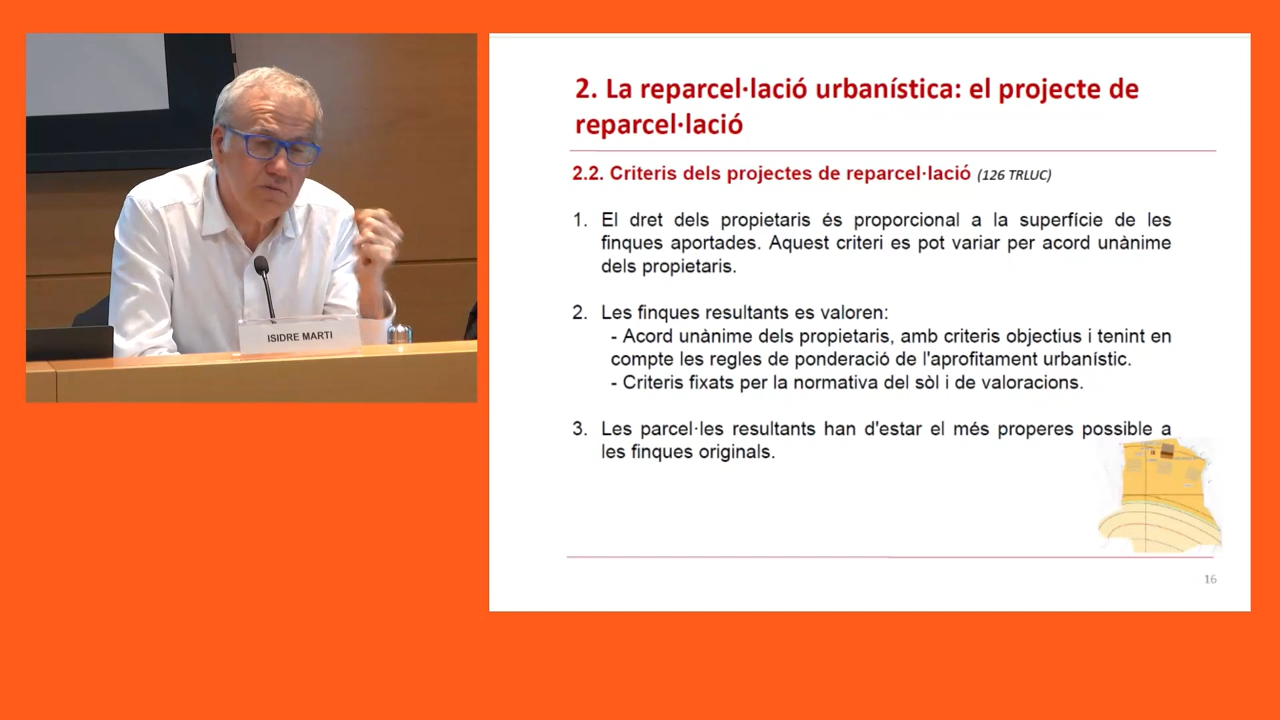 ISIDRE MARTI
2. La reparcel·lació urbanística: el projecte de
reparcel·lació
2.2. Criteris dels projectes de reparcel·lació (126 TRLUC)
1. El dret dels propietaris és proporcional a la superfície de les
finques aportades. Aquest criteri es pot variar per acord unànime
dels propietaris.
2. Les finques resultants es valoren:
- Acord unànime dels propietaris, amb criteris objectius i tenint en
compte les regles de ponderació de l'aprofitament urbanístic.
- Criteris fixats per la normativa del sòl i de valoracions.
3. Les parcel·les resultants han d'estar el més properes possible a
les finques originals.
16